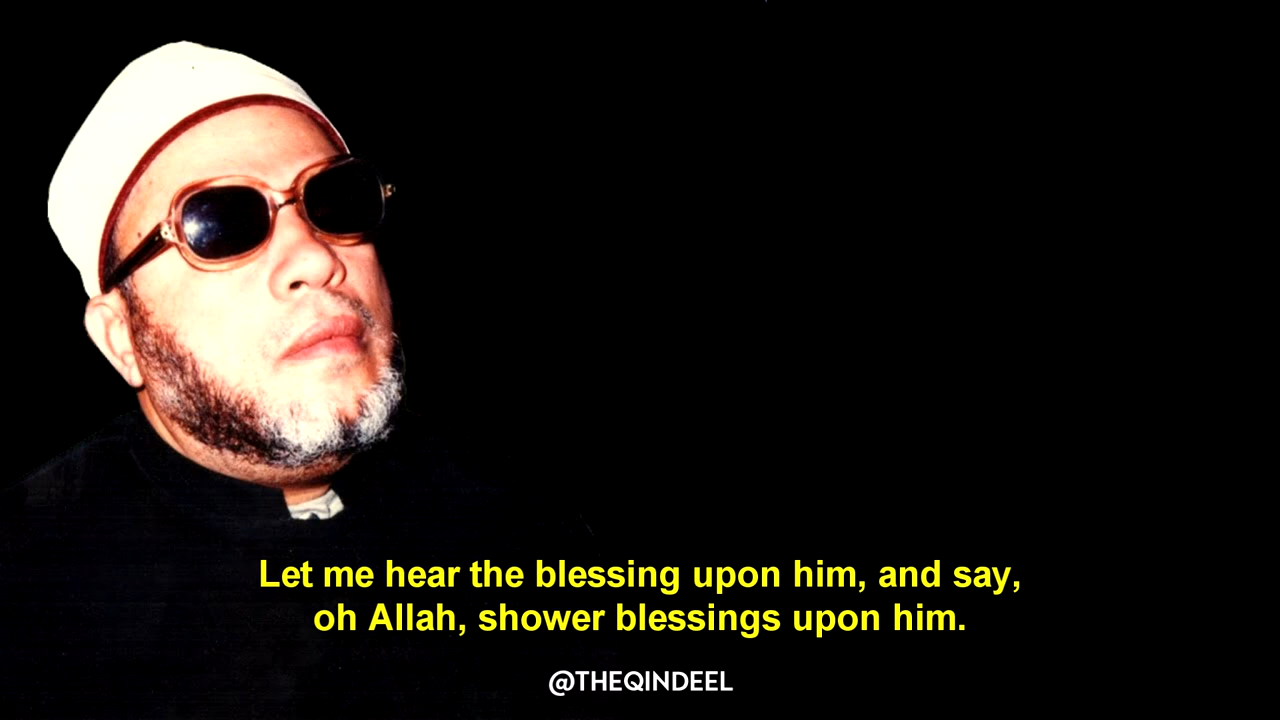 Let me hear the blessing upon him, and say,
oh Allah, shower blessings upon him.
@THEQINDEEL